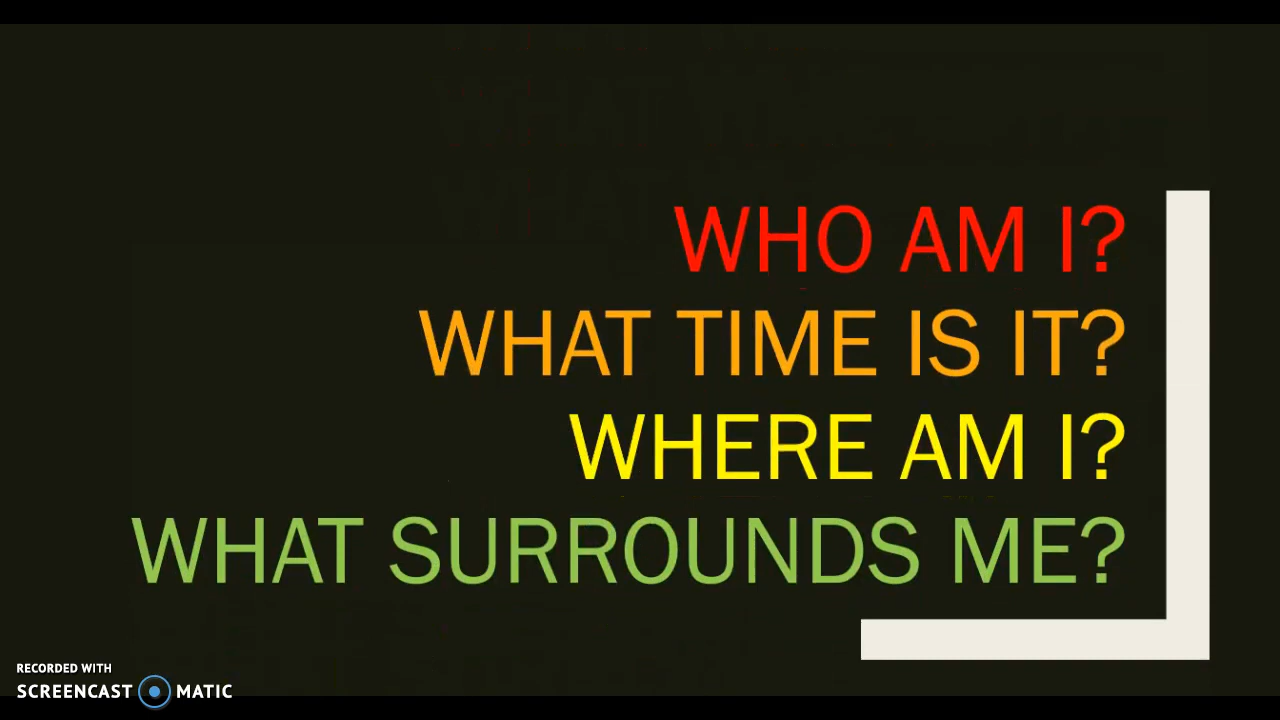 WHO AM I?
WHAT TIME IS IT?
WHERE AM I?
WHAT SURROUNDS ME?
RECORDED WITH
SCREENCAST MATIC